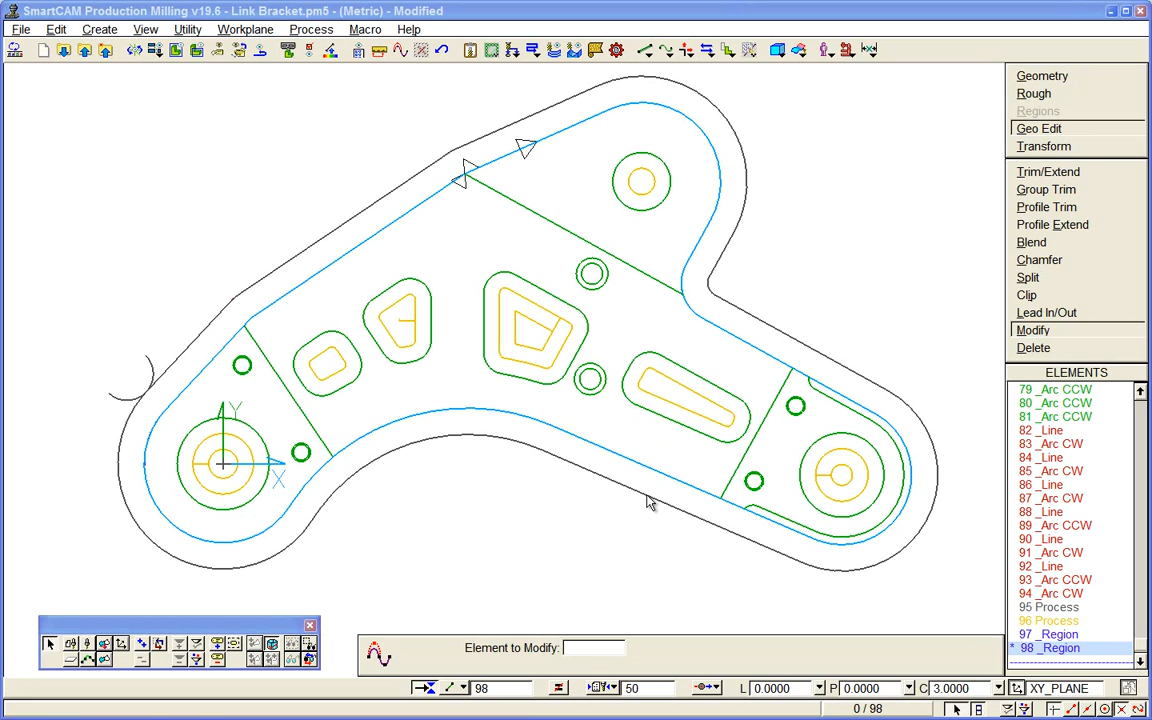 SmartCAM Production Milling v19.6 - Link Bracket.pm5 - (Metric) - Modified
File Edit Create View Utility Workplane Process Macro Help
Geometry
Rough
Regions
Geo Edit
Transform
Trim/Extend
Group Trim
Profile Trim
Profile Extend
Blend
Chamfer
Split
Clip
Lead In/Out
Modify
Delete
ELEMENTS
79 _Arc CCW
80 _Arc CCW
81 _Arc CCW
82 _Line
83 _Arc CW
84 _Line
85 _Arc CW
86 _Line
87 _Arc CW
88 _Line
89 _Arc CCW
90 _Line
91 _Arc CW
92 _Line
93 _Arc CCW
94 _Arc CW
95 Process
96 Process
97 _Region
* 98 _Region
Y
X
Element to Modify:
98 50 L 0.0000 P 0.0000 C 3.0000 XY_PLANE
0 / 98